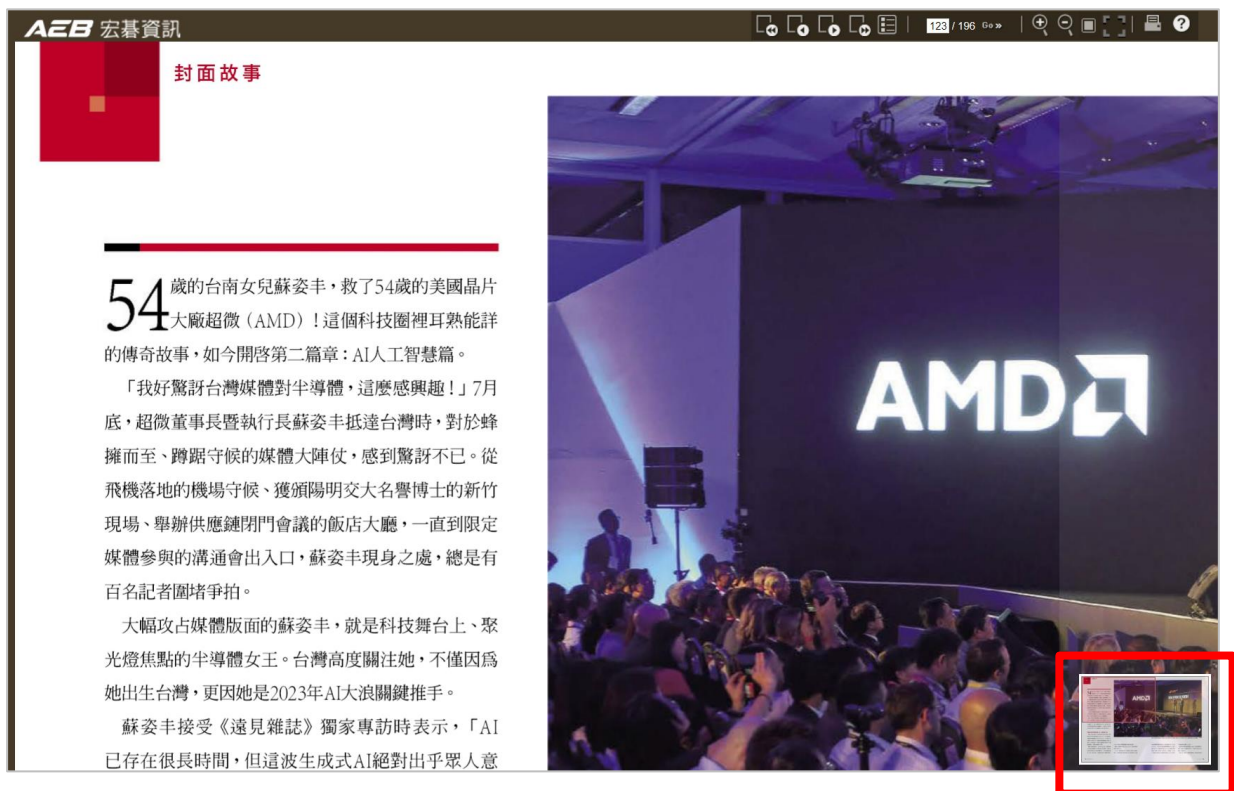 AEB 宏碁資訊
123 / 196 Go »
封面故事
54歲的台南女兒蘇姿丰，救了54歲的美國晶片
大廠超微（AMD）！這個科技圈裡耳熟能詳
的傳奇故事，如今開啓第二篇章：AI人工智慧篇。
「我好驚訝台灣媒體對半導體，這麼感興趣！」7月
底，超微董事長暨執行長蘇姿丰抵達台灣時，對於蜂
擁而至、蹲踞守候的媒體大陣仗，感到驚訝不已。從
飛機落地的機場守候、獲頒陽明交大名譽博士的新竹
現場、舉辦供應鏈閉門會議的飯店大廳，一直到限定
媒體參與的溝通會出入口，蘇姿丰現身之處，總是有
百名記者圍堵爭拍。
大幅攻占媒體版面的蘇姿丰，就是科技舞台上、聚
光燈焦點的半導體女王。台灣高度關注她，不僅因爲
她出生台灣，更因她是2023年AI大浪關鍵推手。
蘇姿丰接受《遠見雜誌》獨家專訪時表示，「AI
已存在很長時間，但這波生成式AI絕對出乎眾人意
AMD
AMD